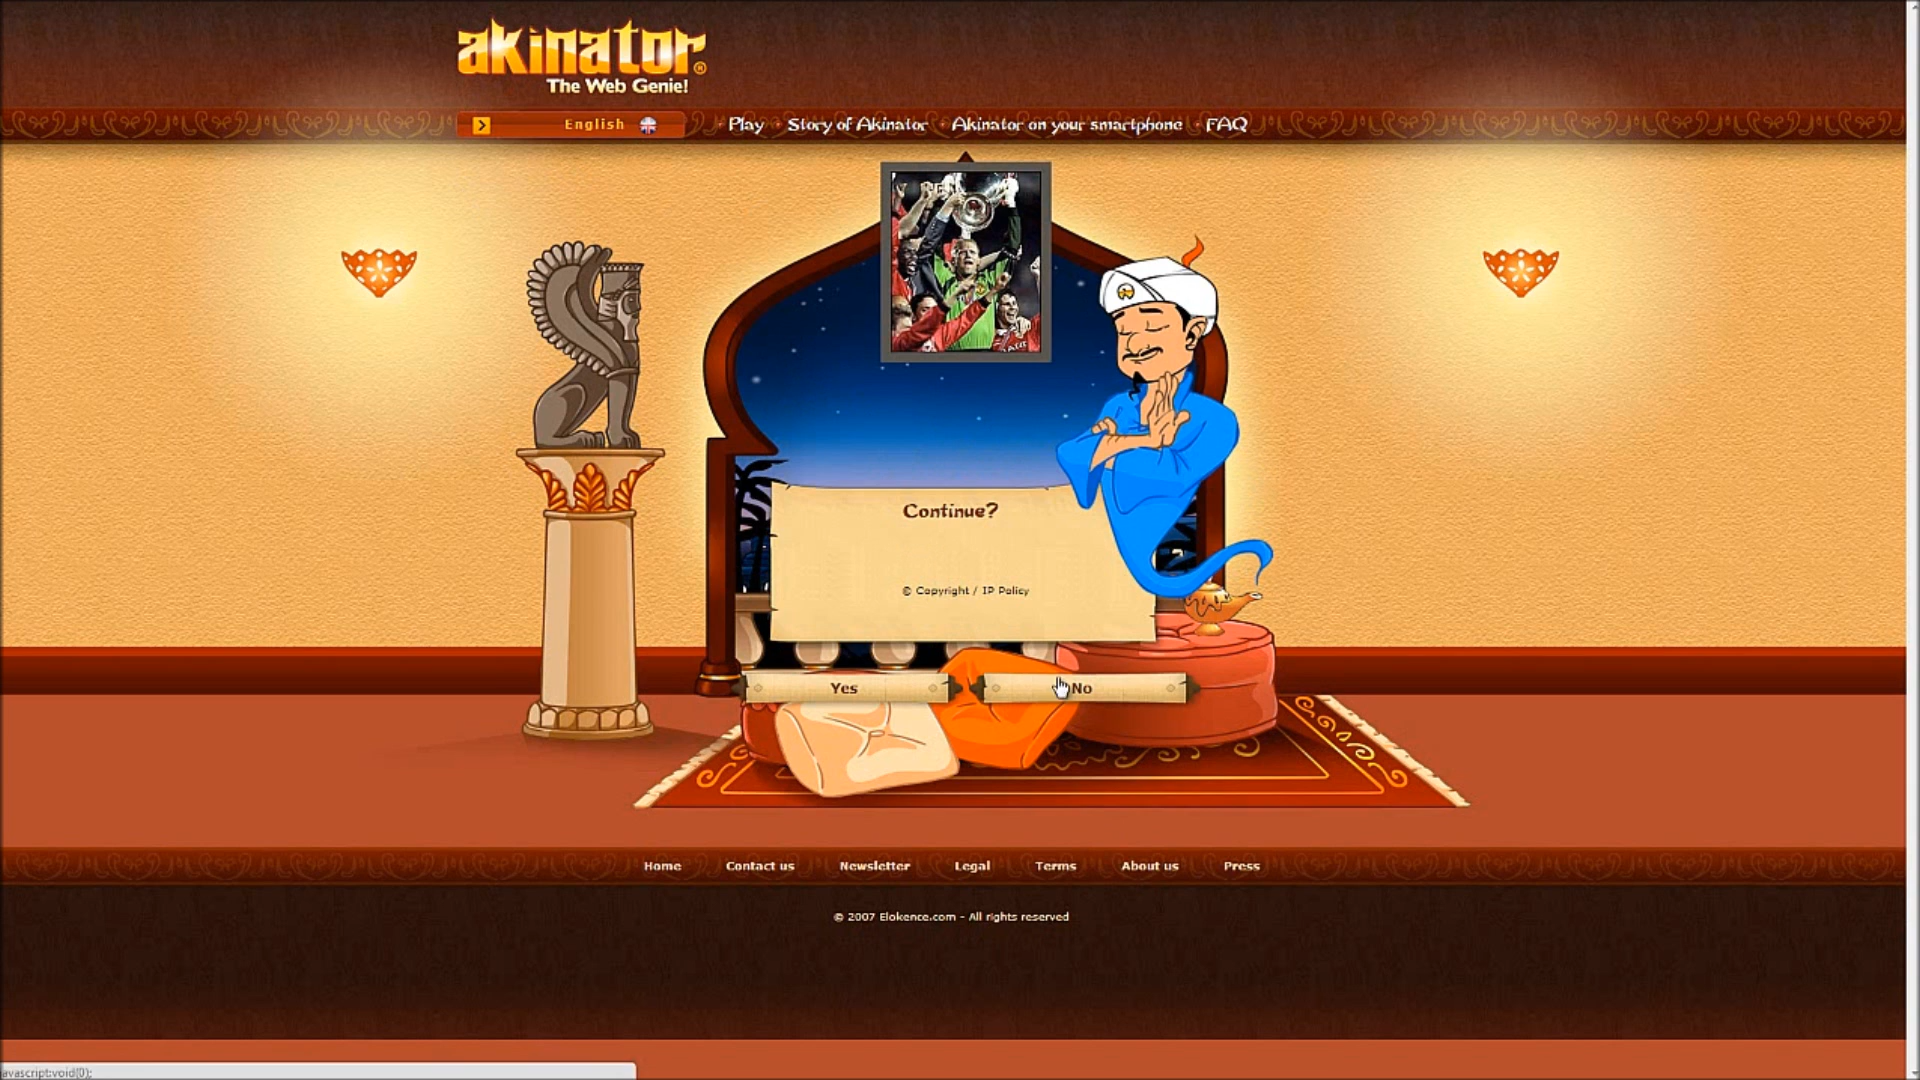 akinator®
The Web Genie!
English
Play
Story of Akinator
Akinator on your smartphone
FAQ
Continue?
© Copyright / IP Policy
Yes
No
Home
Contact us
Newsletter
Legal
Terms
About us
Press
© 2007 Elokence.com - All rights reserved
avascript:void(0);